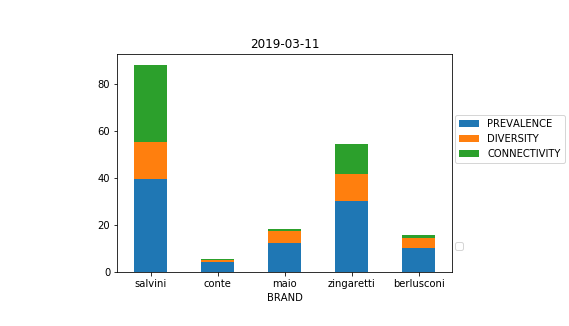 2019-03-11
80
60
40
20
0
salvini conte maio zingaretti berlusconi
BRAND
PREVALENCE
DIVERSITY
CONNECTIVITY